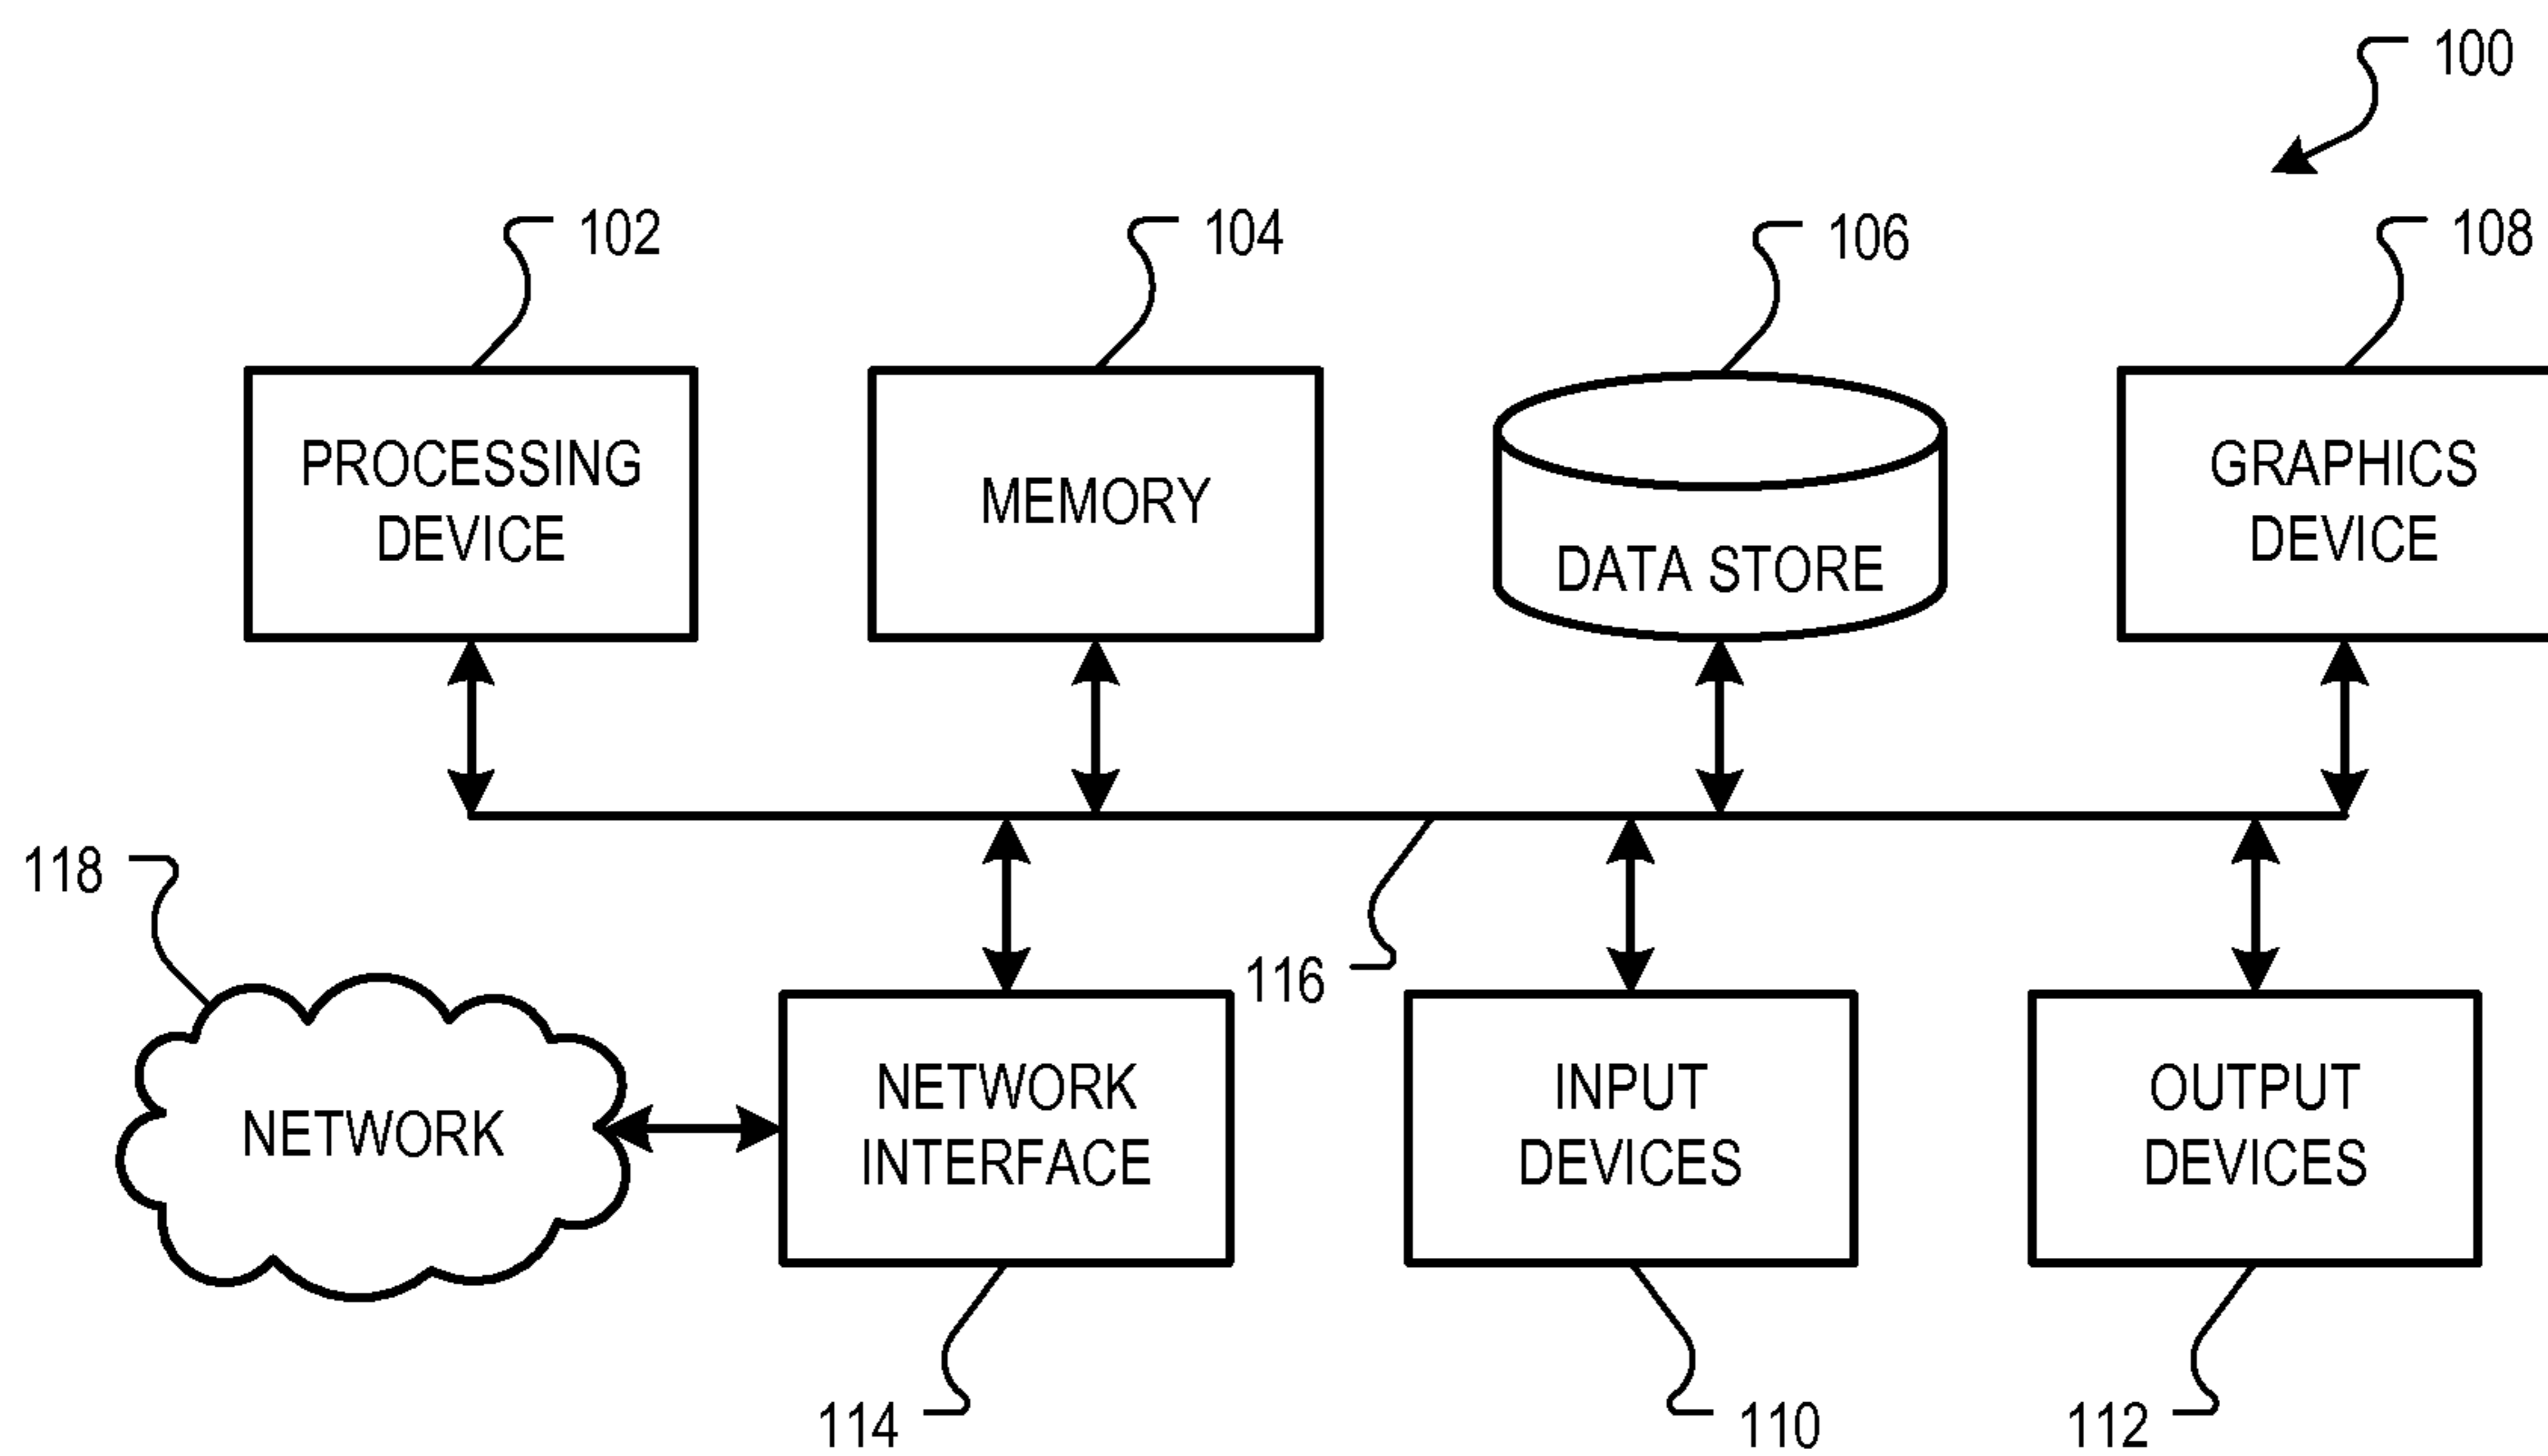 100
102
104
106
108
PROCESSING
DEVICE
MEMORY
DATA STORE
GRAPHICS
DEVICE
118
116
NETWORK
NETWORK
INTERFACE
INPUT
DEVICES
OUTPUT
DEVICES
114
110
112